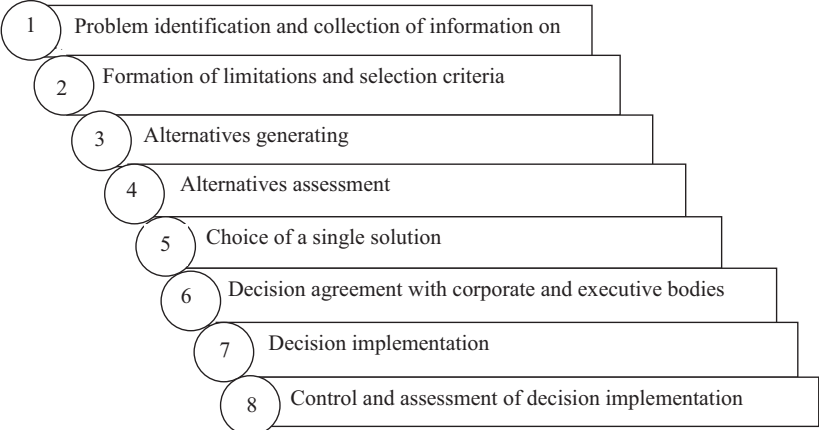 1 Problem identification and collection of information on
2 Formation of limitations and selection criteria
3 Alternatives generating
4 Alternatives assessment
5 Choice of a single solution
6 Decision agreement with corporate and executive bodies
7 Decision implementation
8 Control and assessment of decision implementation